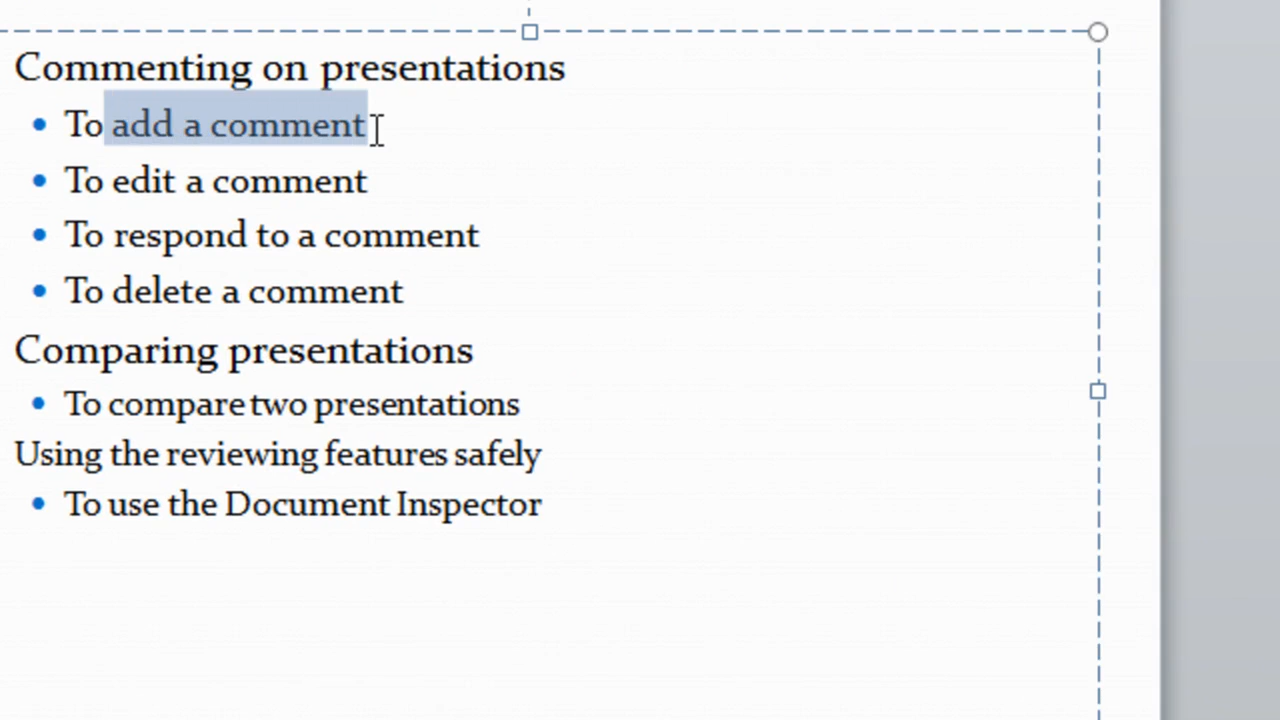 Commenting on presentations
• To add a comment
• To edit a comment
• To respond to a comment
• To delete a comment
Comparing presentations
• To compare two presentations
Using the reviewing features safely
• To use the Document Inspector